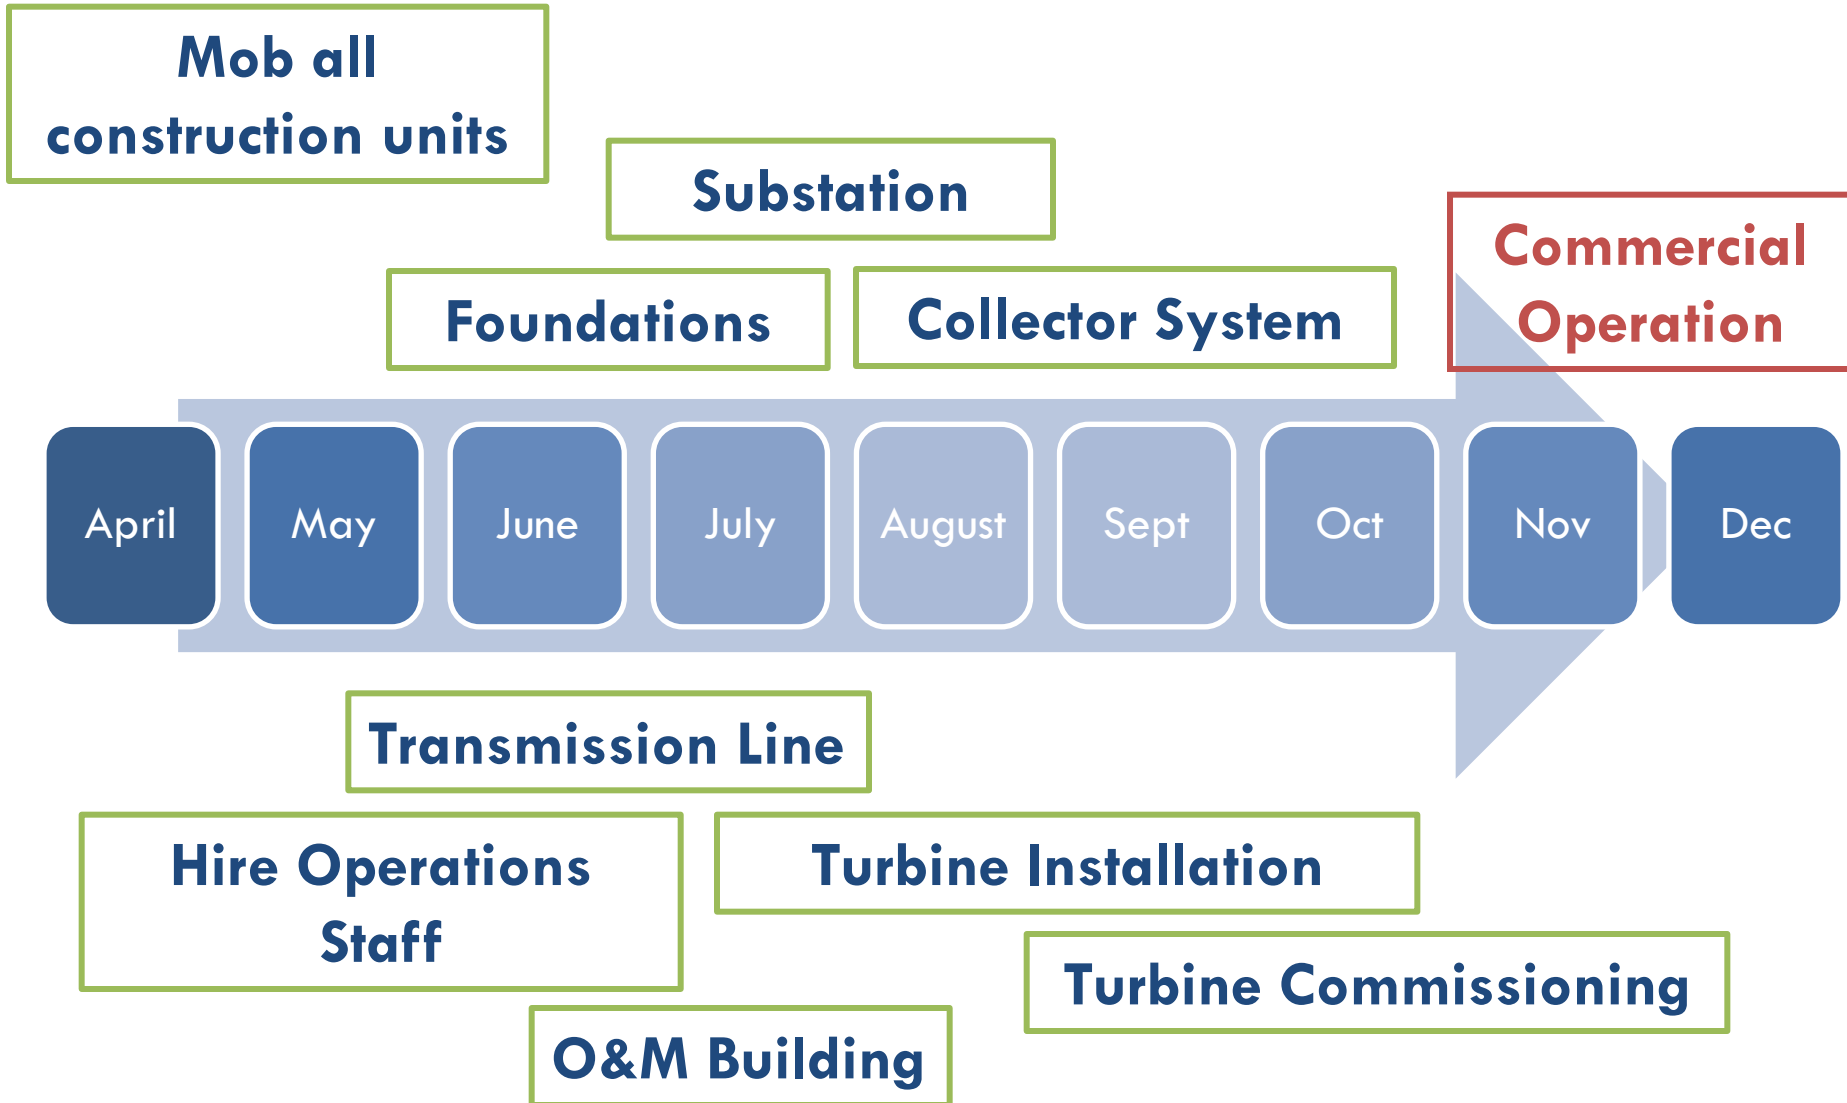 Mob all
construction units
Substation
Commercial
Operation
Foundations
Collector System
April
May
June
July
August
Sept
Oct
Nov
Dec
Transmission Line
Hire Operations
Staff
Turbine Installation
Turbine Commissioning
O&M Building